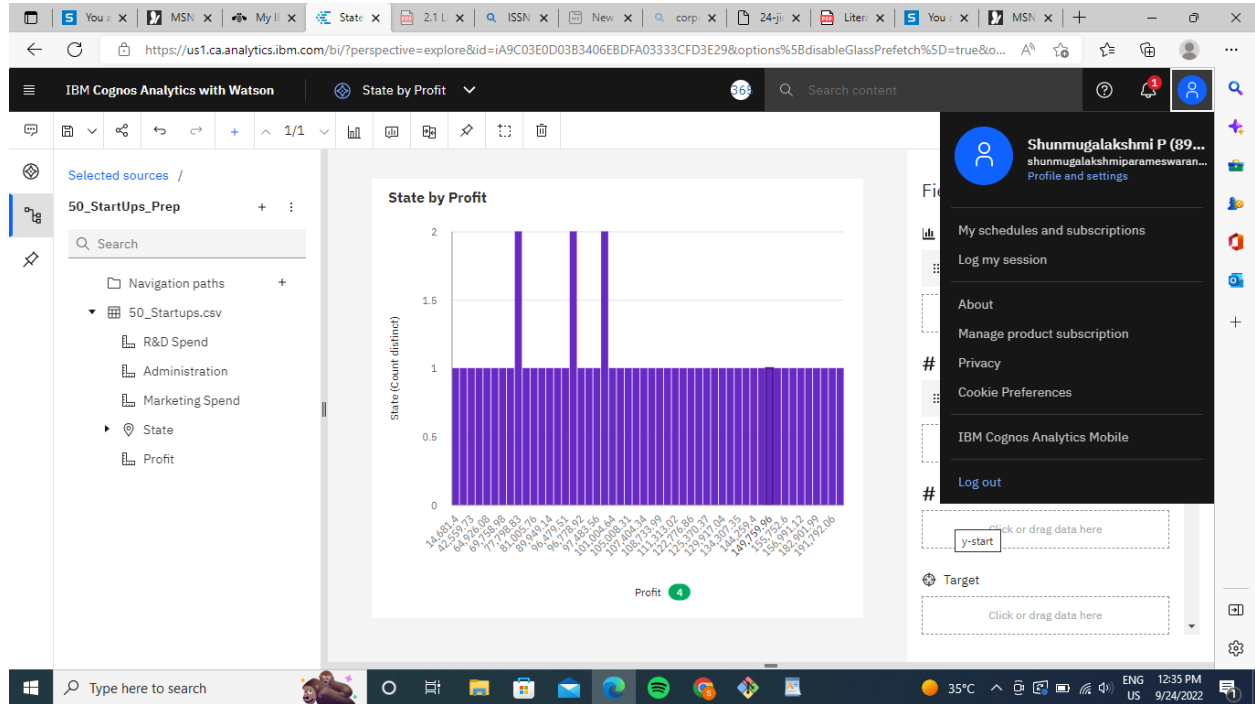 You a
MSN
My IE
State
2.1 L
ISSN
New
corp
24-ji
Litera
You a
MSN
https://us1.ca.analytics.ibm.com/bi/?perspective=explore&id=iA9C03E0D03B3406EBDFA03333CFD3E29&options%5BdisableGlassPrefetch%5D=true&o...
IBM Cognos Analytics with Watson
State by Profit
Search content
1/1
Selected sources /
50_StartUps_Prep
Search
Navigation paths
50_Startups.csv
R&D Spend
Administration
Marketing Spend
State
Profit
State by Profit
State (Count distinct)
2
1.5
1
0.5
0
14,681.4
42,559.73
64,926.08
69,758.98
77,798.83
81,005.76
89,949.14
96,479.51
96,778.92
97,483.56
101,004.64
105,008.31
107,404.34
108,733.99
111,313.02
122,776.86
125,370.37
129,917.04
134,307.35
144,259.4
149,759.96
155,752.6
156,991.12
182,901.99
191,792.06
Profit 4
Fie
#
#
Click or drag data here
y-start
Target
Click or drag data here
Shunmugalakshmi P (89...
shunmugalakshmiparameswaran...
Profile and settings
My schedules and subscriptions
Log my session
About
Manage product subscription
Privacy
Cookie Preferences
IBM Cognos Analytics Mobile
Log out
Type here to search
35°C
ENG
US
12:35 PM
9/24/2022
1